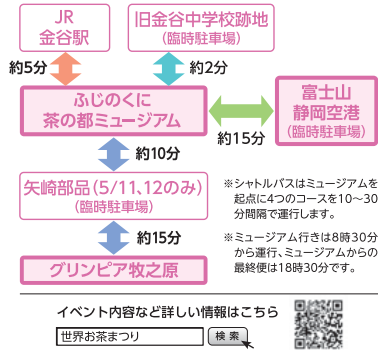 JR
金谷駅
旧金谷中学校跡地
(臨時駐車場)
約5分
約2分
ふじのくに
茶の都ミュージアム
富士山
静岡空港
(臨時駐車場)
約15分
約10分
矢崎部品(5/11、12のみ)
(臨時駐車場)
約15分
グリンピア牧之原
※シャトルバスはミュージアムを
起点に4つのコースを10〜30
分間隔で運行します。
※ミュージアム行きは8時30分
から運行、ミュージアムからの
最終便は18時30分です。
イベント内容など詳しい情報はこちら
世界お茶まつり
検索